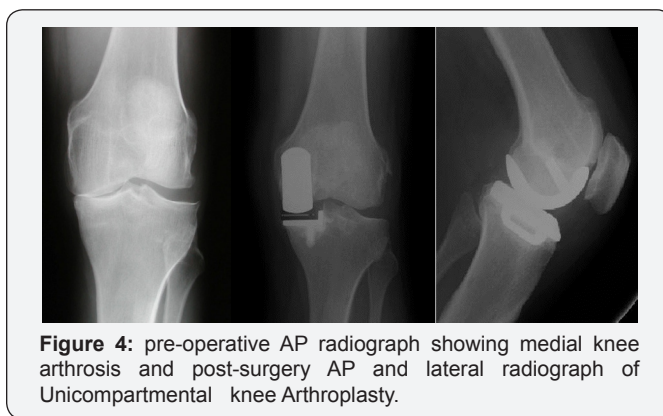 Figure 4: pre-operative AP radiograph showing medial knee
arthrosis and post-surgery AP and lateral radiograph of
Unicompartmental knee Arthroplasty.